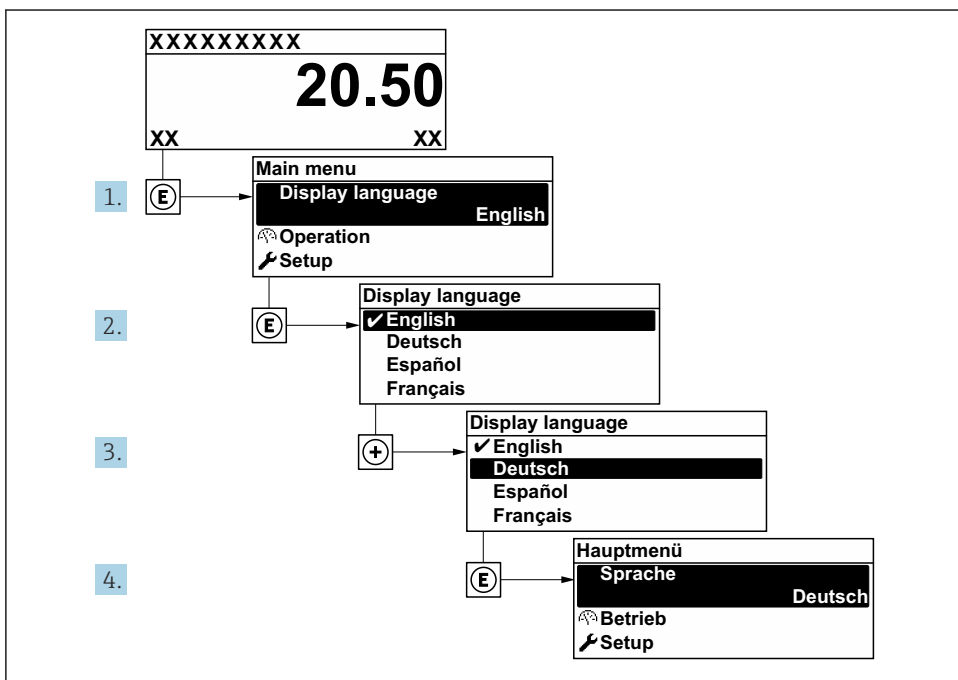 XXXXXXXXX
20.50
XX XX
1. E
Main menu
Display language
English
Operation
Setup
2. E
Display language
✔ English
Deutsch
Español
Français
3. +
Display language
✔ English
Deutsch
Español
Français
4. E
Hauptmenü
Sprache
Deutsch
Betrieb
Setup